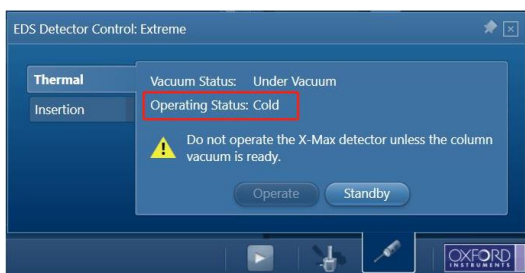 EDS Detector Control: Extreme
Thermal
Vacuum Status: Under Vacuum
Insertion
Operating Status: Cold
Do not operate the X-Max detector unless the column
vacuum is ready.
Operate
Standby
OXFORD
INSTRUMENTS